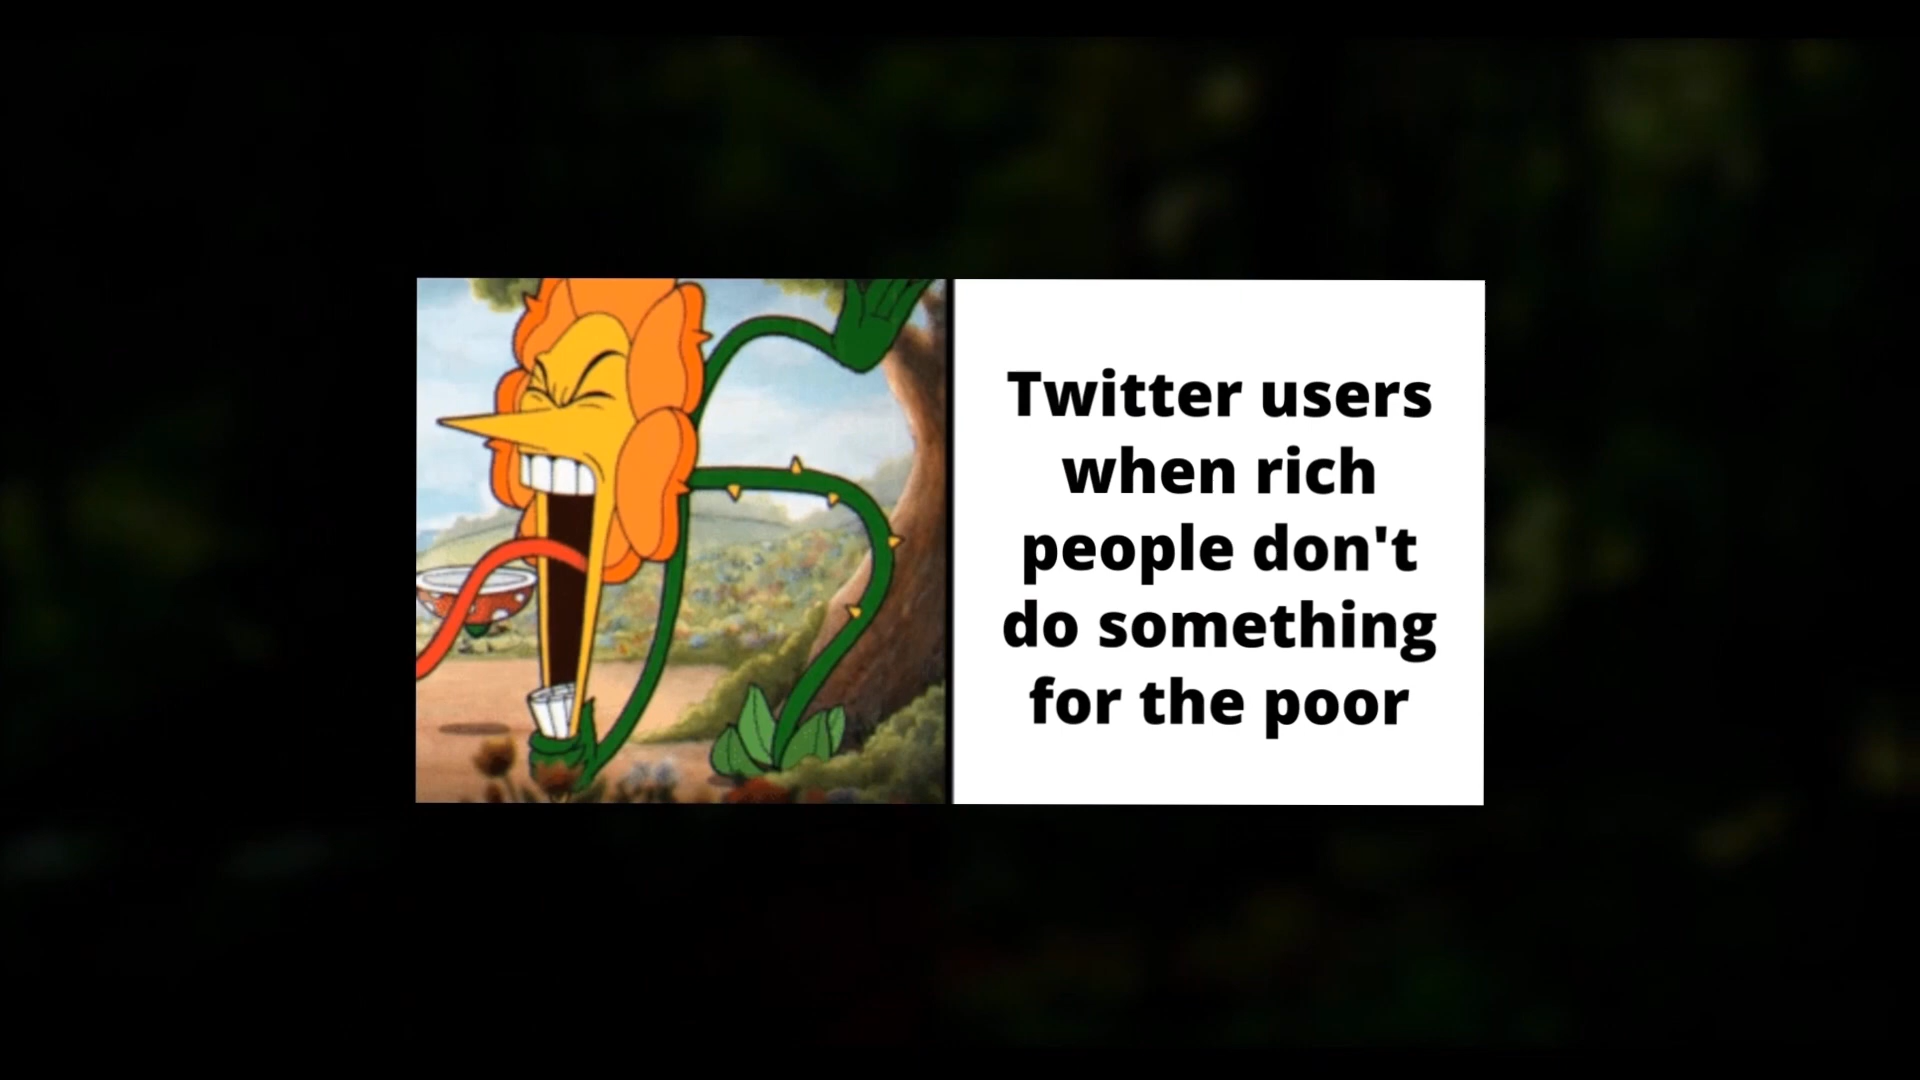 Twitter users
when rich
people don't
do something
for the poor